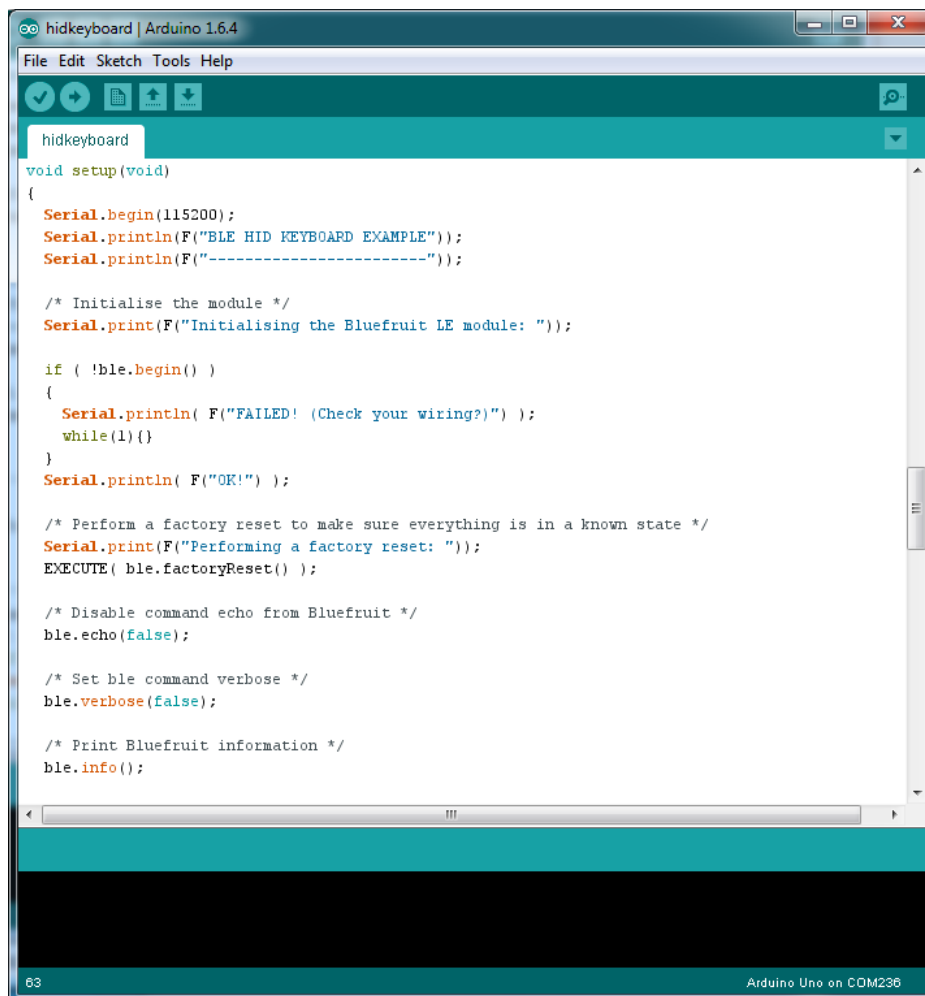 hidkeyboard | Arduino 1.6.4
File Edit Sketch Tools Help
hidkeyboard
void setup(void)
{
  Serial.begin(115200);
  Serial.println(F("BLE HID KEYBOARD EXAMPLE"));
  Serial.println(F("------------------------"));
  /* Initialise the module */
  Serial.print(F("Initialising the Bluefruit LE module: "));
  if ( !ble.begin() )
  {
    Serial.println( F("FAILED! (Check your wiring?)") );
    while(1){}
  }
  Serial.println( F("OK!") );
  /* Perform a factory reset to make sure everything is in a known state */
  Serial.print(F("Performing a factory reset: "));
  EXECUTE( ble.factoryReset() );
  /* Disable command echo from Bluefruit */
  ble.echo(false);
  /* Set ble command verbose */
  ble.verbose(false);
  /* Print Bluefruit information */
  ble.info();
63 Arduino Uno on COM236